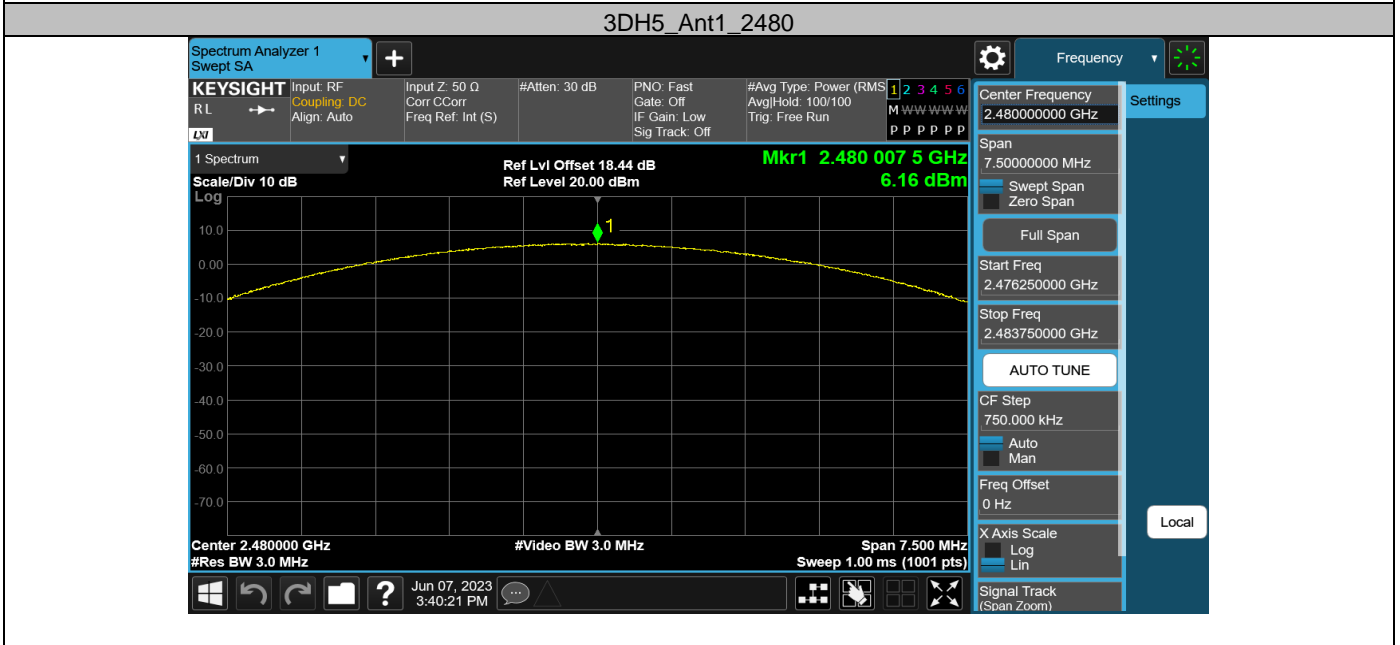 3DH5_Ant1_2480
Spectrum Analyzer 1
Swept SA
Frequency
KEYSIGHT
RL
LXI
Input: RF
Coupling: DC
Align: Auto
Input Z: 50 Ω
Corr CCorr
Freq Ref: Int (S)
#Atten: 30 dB
PNO: Fast
Gate: Off
IF Gain: Low
Sig Track: Off
#Avg Type: Power (RMS
Avg|Hold: 100/100
Trig: Free Run
1 2 3 4 5 6
M W W W W W
P P P P P P
1 Spectrum
Scale/Div 10 dB
Log
Ref Lvl Offset 18.44 dB
Ref Level 20.00 dBm
Mkr1 2.480 007 5 GHz
6.16 dBm
1
10.0
0.00
-10.0
-20.0
-30.0
-40.0
-50.0
-60.0
-70.0
Center 2.480000 GHz
#Res BW 3.0 MHz
#Video BW 3.0 MHz
Span 7.500 MHz
Sweep 1.00 ms (1001 pts)
Center Frequency
2.480000000 GHz
Settings
Span
7.50000000 MHz
Swept Span
Zero Span
Full Span
Start Freq
2.476250000 GHz
Stop Freq
2.483750000 GHz
AUTO TUNE
CF Step
750.000 kHz
Auto
Man
Freq Offset
0 Hz
X Axis Scale
Log
Lin
Local
Signal Track
(Span Zoom)
?
Jun 07, 2023
3:40:21 PM